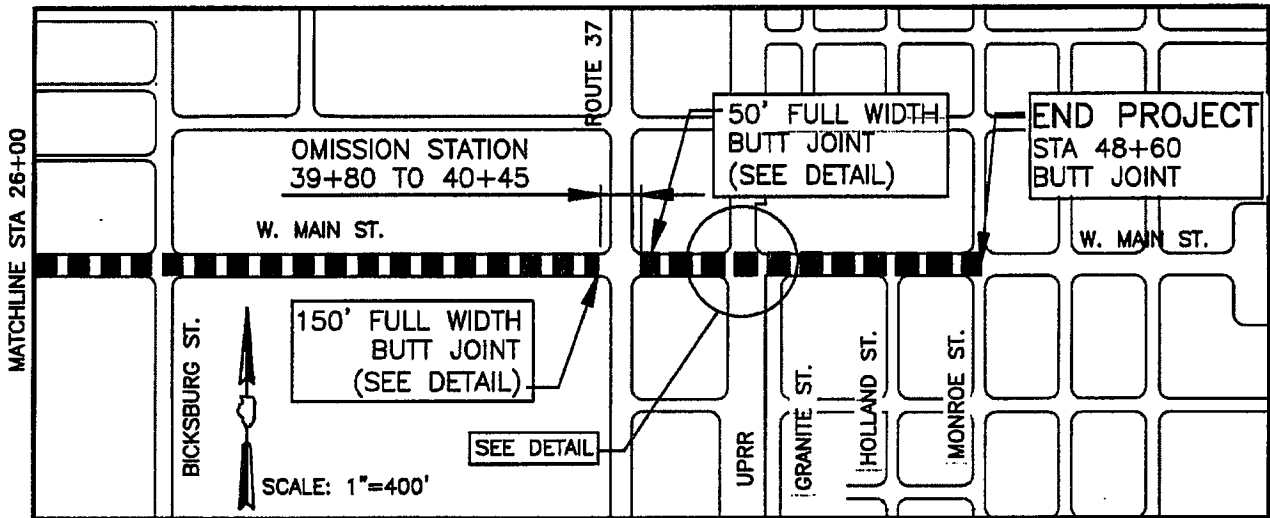 MATCHLINE STA 26+00
ROUTE 37
OMISSION STATION
39+80 TO 40+45
W. MAIN ST.
50' FULL WIDTH
BUTT JOINT
(SEE DETAIL)
END PROJECT
STA 48+60
BUTT JOINT
W. MAIN ST.
150' FULL WIDTH
BUTT JOINT
(SEE DETAIL)
BICKSBURG ST.
SCALE: 1"=400'
SEE DETAIL
UPRR
GRANITE ST.
HOLLAND ST.
MONROE ST.